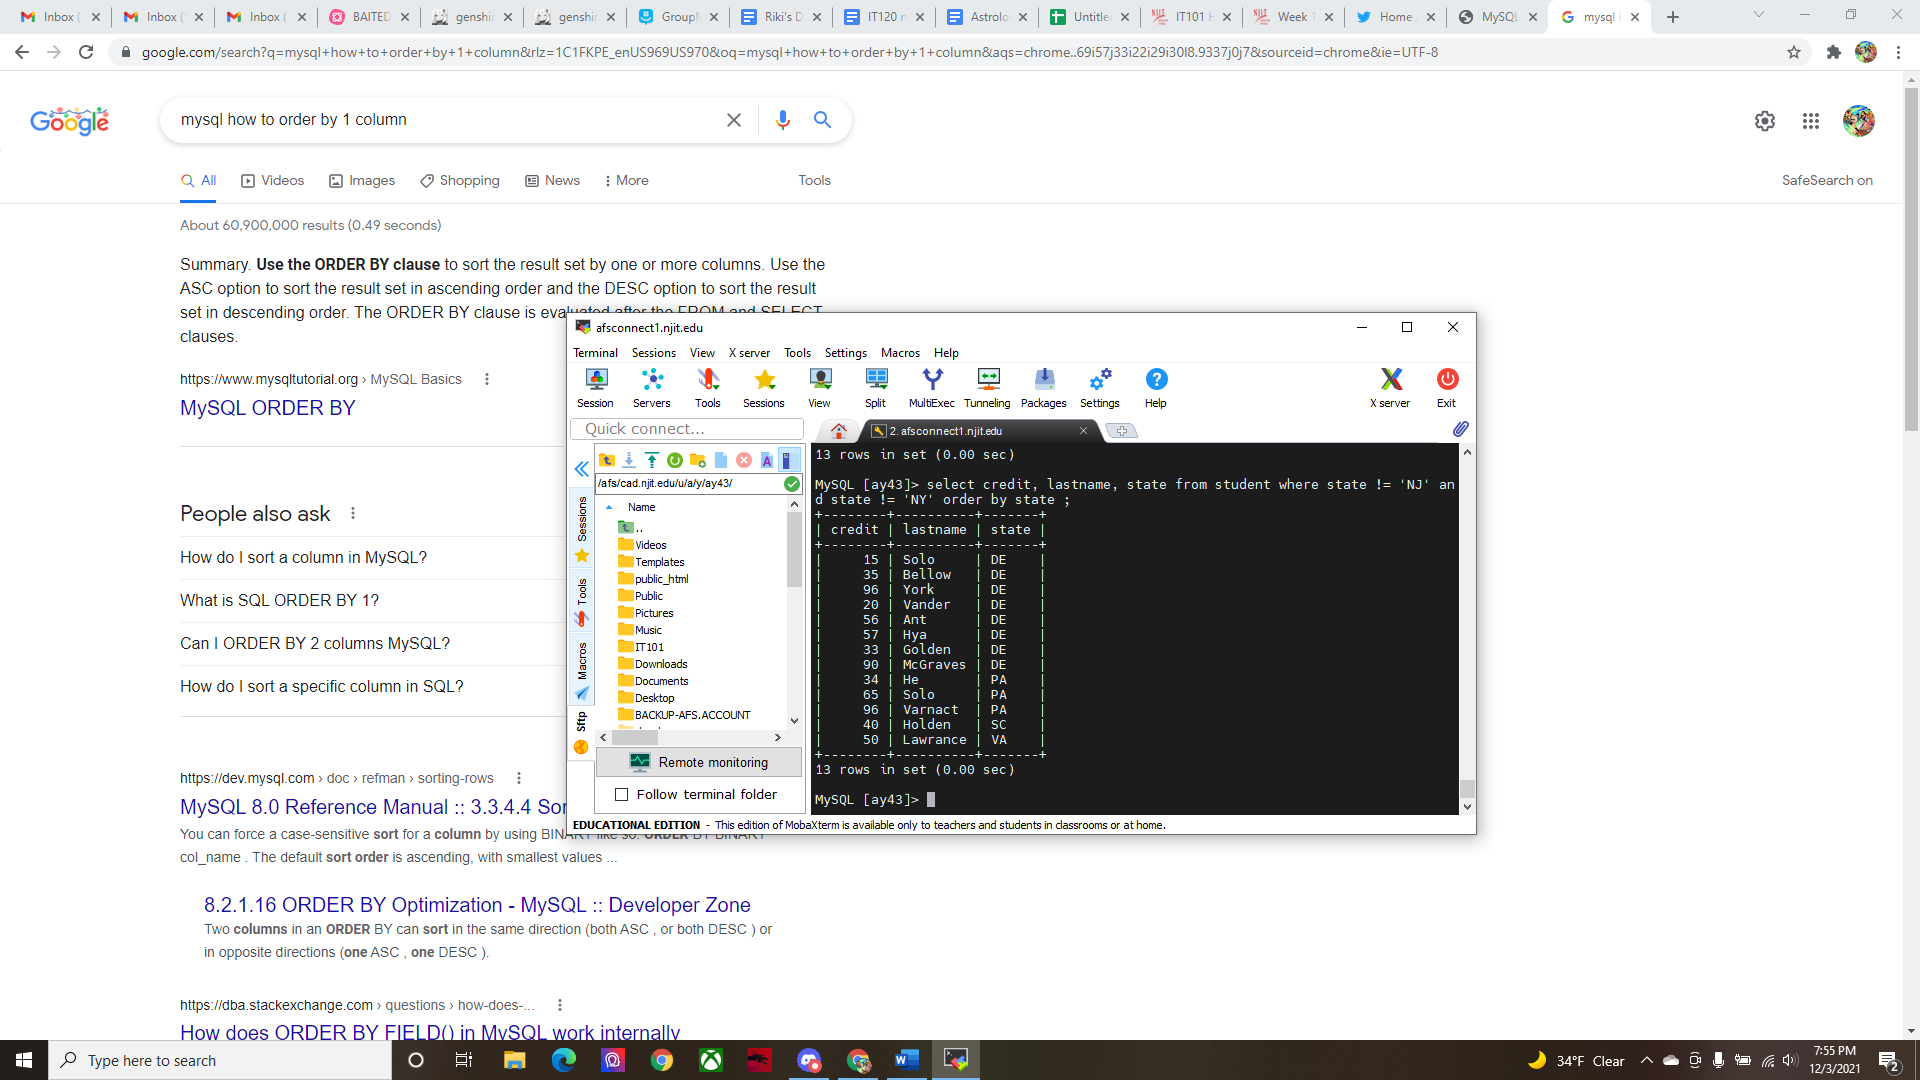 Inbox (
Inbox (
Inbox (
BAITED
genshin
genshin
GroupM
Riki's D
IT120 n
Astrolo
Untitle
IT101 H
Week 1
Home
MySQL
mysql
google.com/search?q=mysql+how+to+order+by+1+column&rlz=1C1FKPE_enUS969US970&oq=mysql+how+to+order+by+1+column&aqs=chrome..69i57j33i22i29i30l8.9337j0j7&sourceid=chrome&ie=UTF-8
Google
mysql how to order by 1 column
All Videos Images Shopping News More Tools SafeSearch on
About 60,900,000 results (0.49 seconds)
Summary. Use the ORDER BY clause to sort the result set by one or more columns. Use the
ASC option to sort the result set in ascending order and the DESC option to sort the result
set in descending order. The ORDER BY clause is evaluated after the FROM and SELECT
clauses.
https://www.mysqltutorial.org › MySQL Basics
MySQL ORDER BY
People also ask
How do I sort a column in MySQL?
What is SQL ORDER BY 1?
Can I ORDER BY 2 columns MySQL?
How do I sort a specific column in SQL?
https://dev.mysql.com › doc › refman › sorting-rows
MySQL 8.0 Reference Manual :: 3.3.4.4 Sor
You can force a case-sensitive sort for a column by using BINARY like so: ORDER BY BINARY
col_name . The default sort order is ascending, with smallest values ...
8.2.1.16 ORDER BY Optimization - MySQL :: Developer Zone
Two columns in an ORDER BY can sort in the same direction (both ASC , or both DESC ) or
in opposite directions (one ASC , one DESC ).
https://dba.stackexchange.com › questions › how-does-...
How does ORDER BY FIELD() in MySQL work internally
afsconnect1.njit.edu
Terminal Sessions View X server Tools Settings Macros Help
Session Servers Tools Sessions View Split MultiExec Tunneling Packages Settings Help X server Exit
Quick connect...
2. afsconnect1.njit.edu
/afs/cad.njit.edu/u/a/y/ay43/
Sessions
Tools
Macros
Sftp
Name
..
Videos
Templates
public_html
Public
Pictures
Music
IT101
Downloads
Documents
Desktop
BACKUP-AFS.ACCOUNT
Remote monitoring
Follow terminal folder
13 rows in set (0.00 sec)
MySQL [ay43]> select credit, lastname, state from student where state != 'NJ' an
d state != 'NY' order by state ;
+--------+----------+-------+
| credit | lastname | state |
+--------+----------+-------+
|     15 | Solo     | DE    |
|     35 | Bellow   | DE    |
|     96 | York     | DE    |
|     20 | Vander   | DE    |
|     56 | Ant      | DE    |
|     57 | Hya      | DE    |
|     33 | Golden   | DE    |
|     90 | McGraves | DE    |
|     34 | He       | PA    |
|     65 | Solo     | PA    |
|     96 | Varnact  | PA    |
|     40 | Holden   | SC    |
|     50 | Lawrance | VA    |
+--------+----------+-------+
13 rows in set (0.00 sec)
MySQL [ay43]>
EDUCATIONAL EDITION - This edition of MobaXterm is available only to teachers and students in classrooms or at home.
Type here to search
34°F Clear
7:55 PM
12/3/2021
2